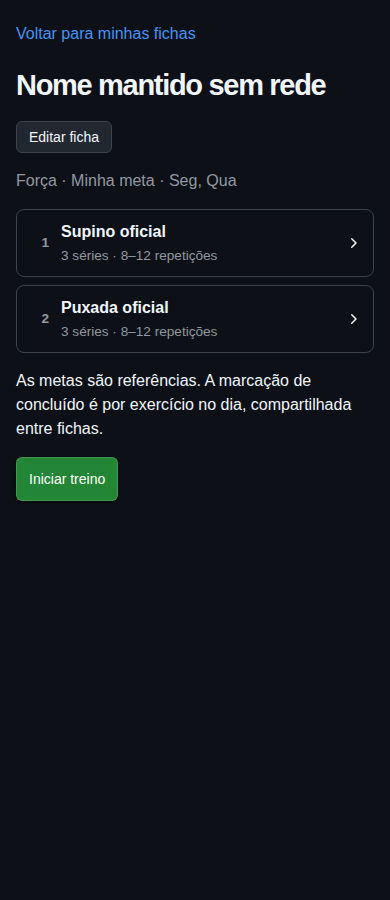 Voltar para minhas fichas
Nome mantido sem rede
Editar ficha
Força · Minha meta · Seg, Qua
1
Supino oficial
3 séries · 8–12 repetições
2
Puxada oficial
3 séries · 8–12 repetições
As metas são referências. A marcação de
concluído é por exercício no dia, compartilhada
entre fichas.
Iniciar treino